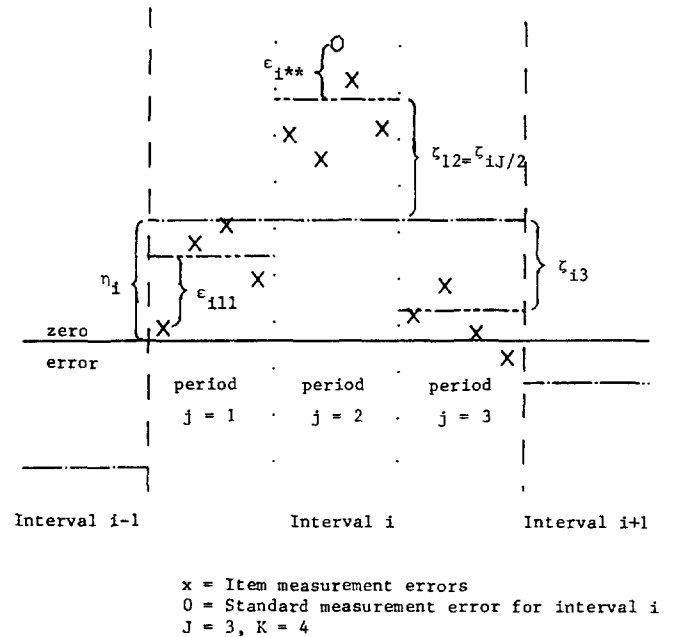 O
ε_i**
X
X
X
X
ζ_12=ζ_iJ/2
X
X
X
X
η_i
ε_i11
X
X
X
X
ζ_i3
zero
error
period
j = 1
period
j = 2
period
j = 3
Interval i-1
Interval i
Interval i+1
x = Item measurement errors
0 = Standard measurement error for interval i
J = 3, K = 4